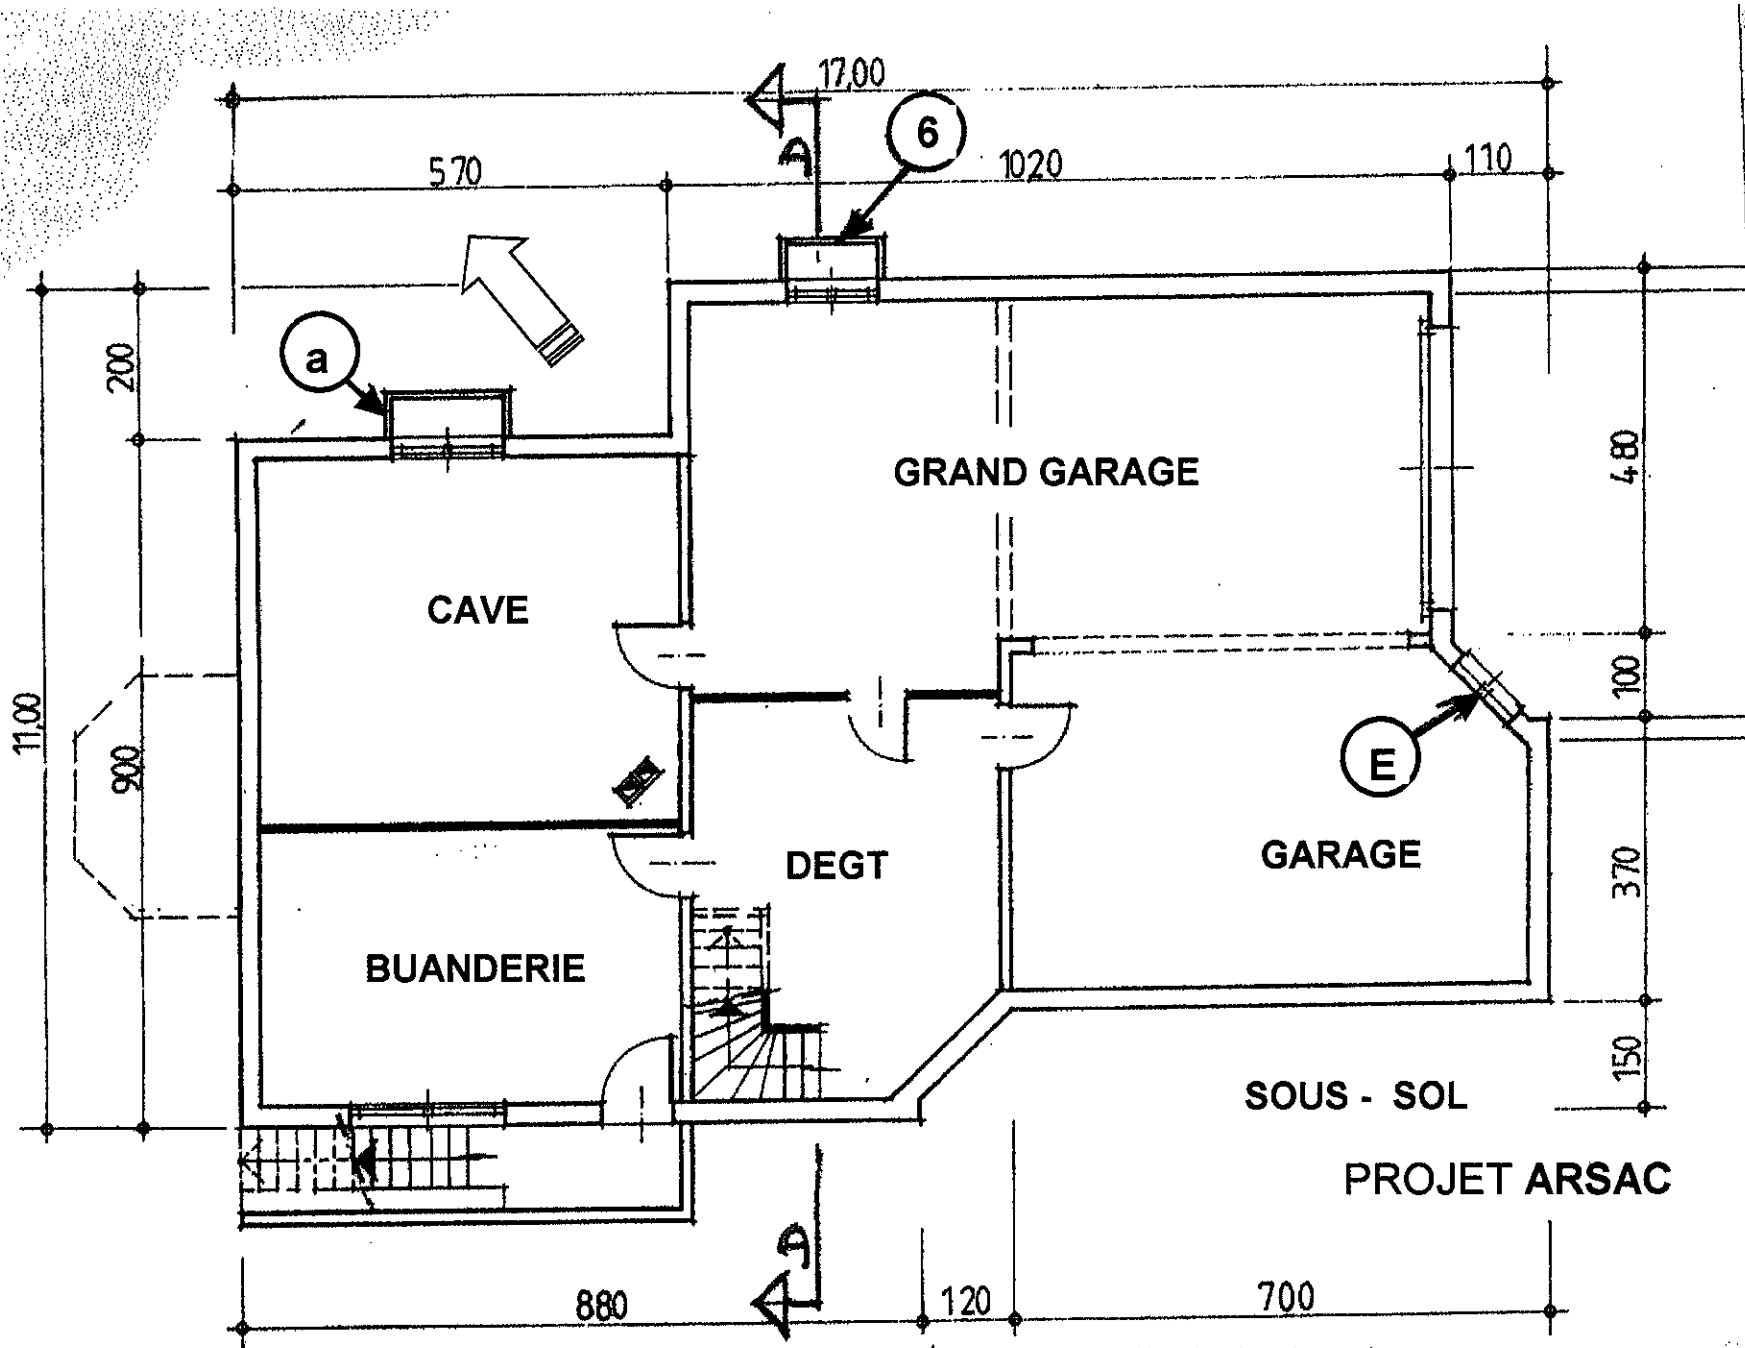 17,00
A
6
570
1020
110
a
200
GRAND GARAGE
480
CAVE
100
11,00
900
E
DEGT
GARAGE
370
BUANDERIE
150
SOUS - SOL
PROJET ARSAC
A
880
120
700